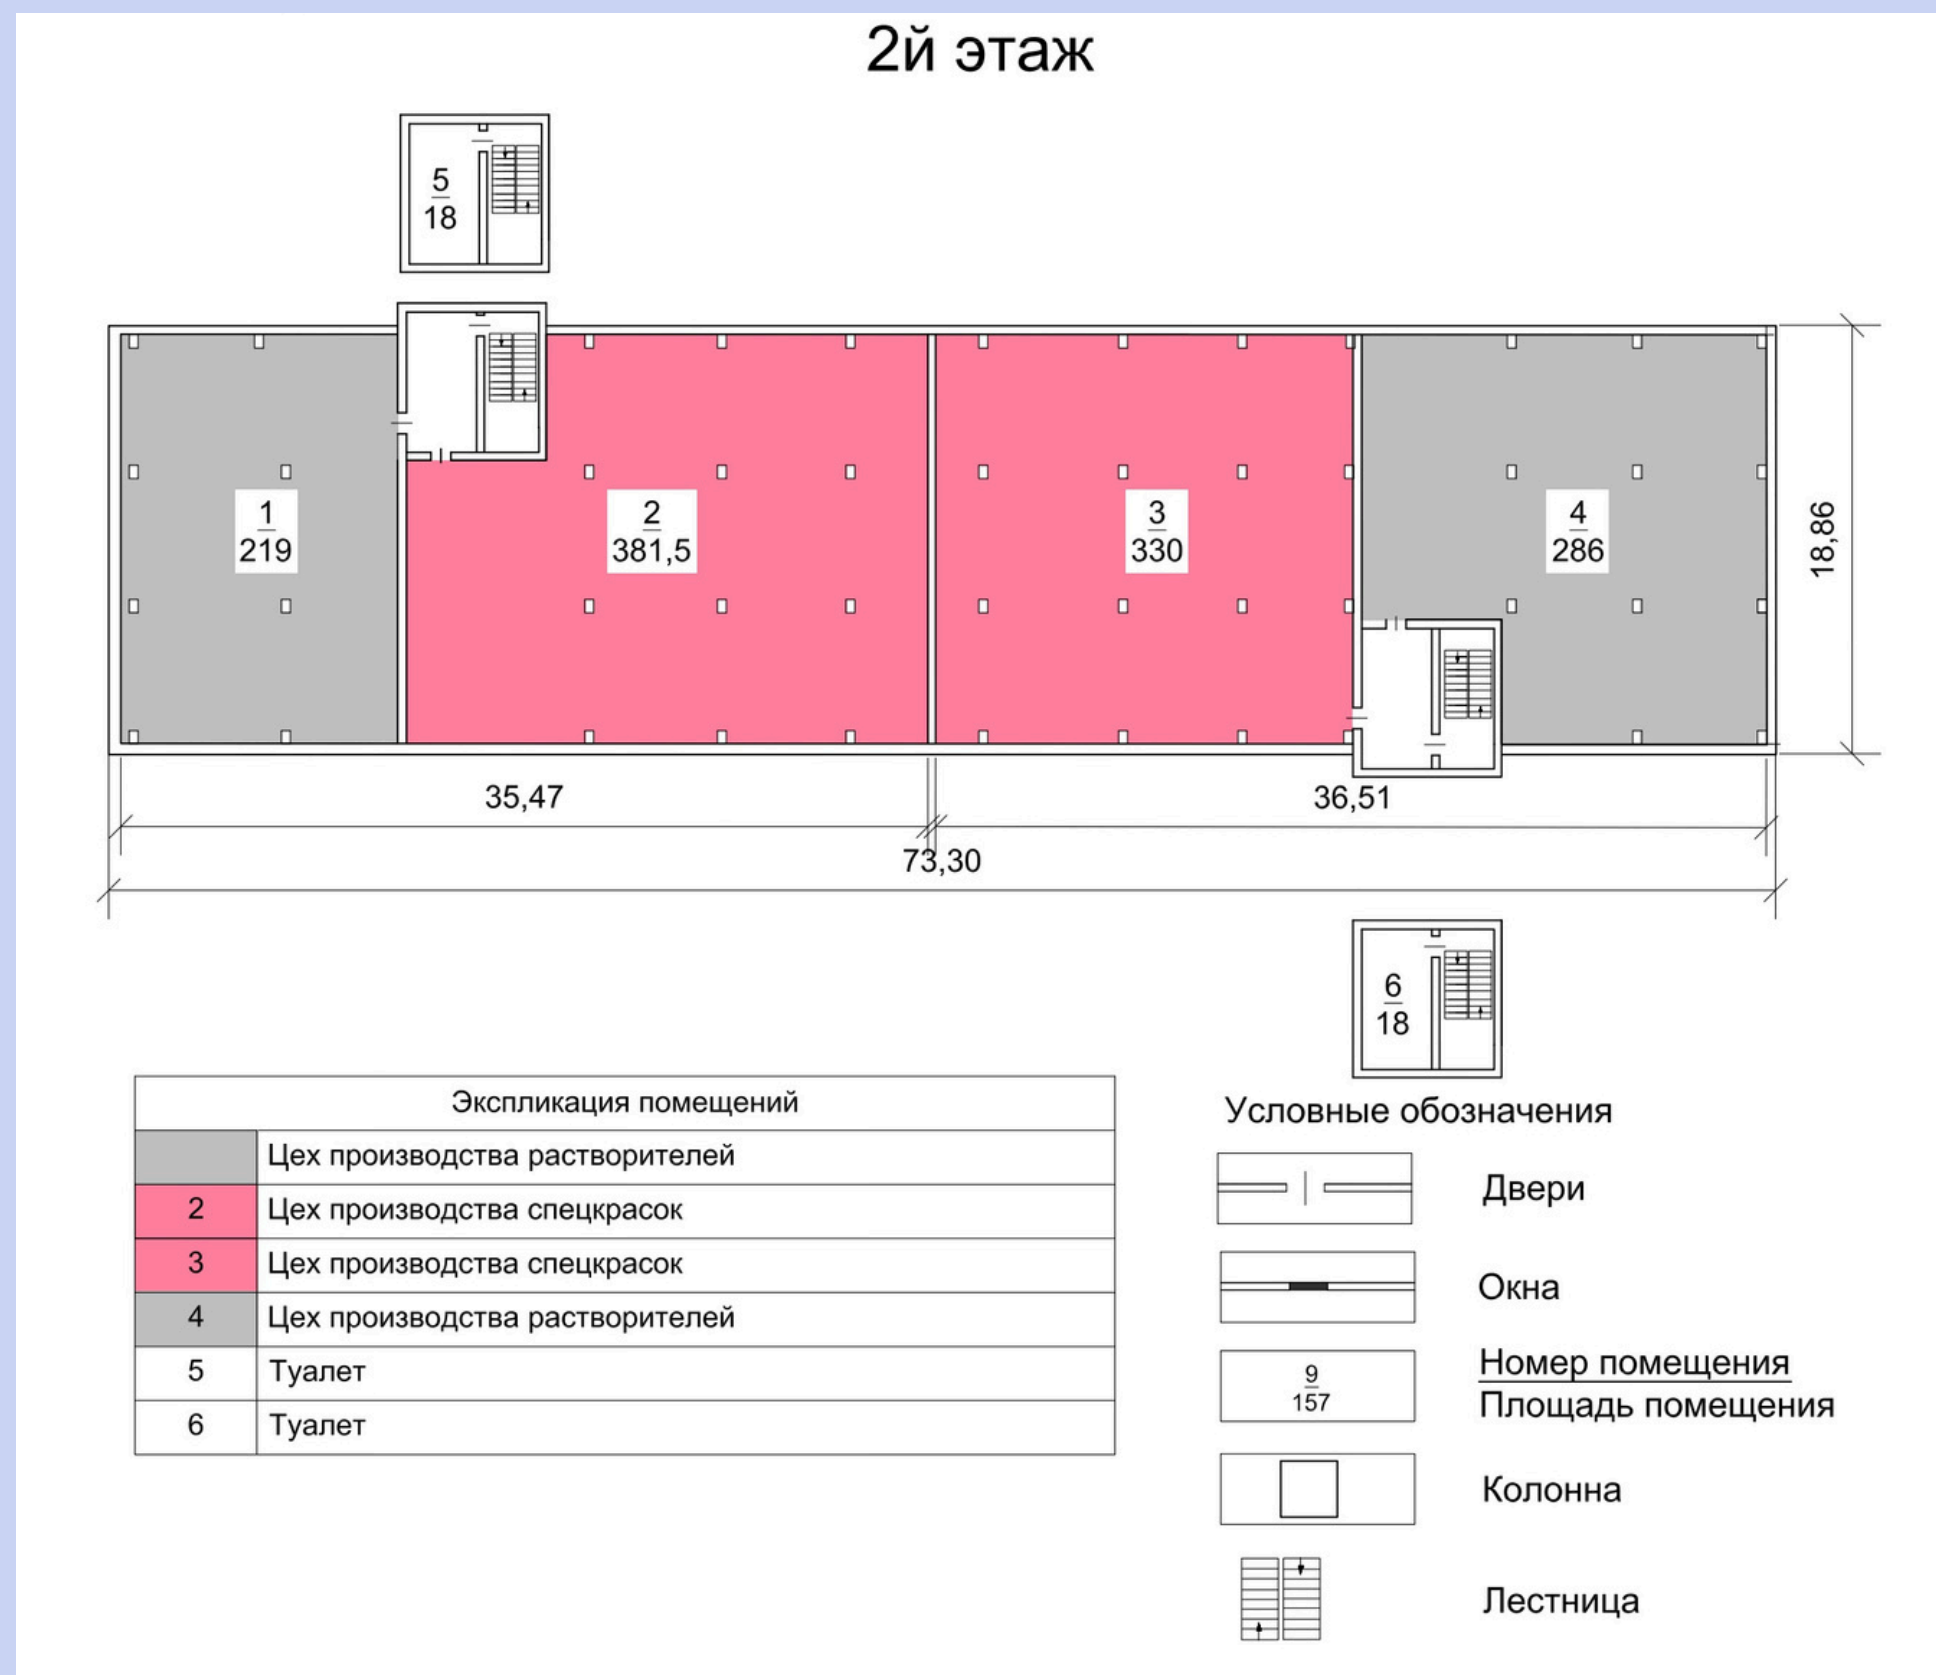 2й этаж
5
18
1
219
2
381,5
3
330
4
286
18,86
35,47
36,51
73,30
6
18
Экспликация помещений
Цех производства растворителей
2 Цех производства спецкрасок
3 Цех производства спецкрасок
4 Цех производства растворителей
5 Туалет
6 Туалет
Условные обозначения
Двери
Окна
9
157
Номер помещения
Площадь помещения
Колонна
Лестница